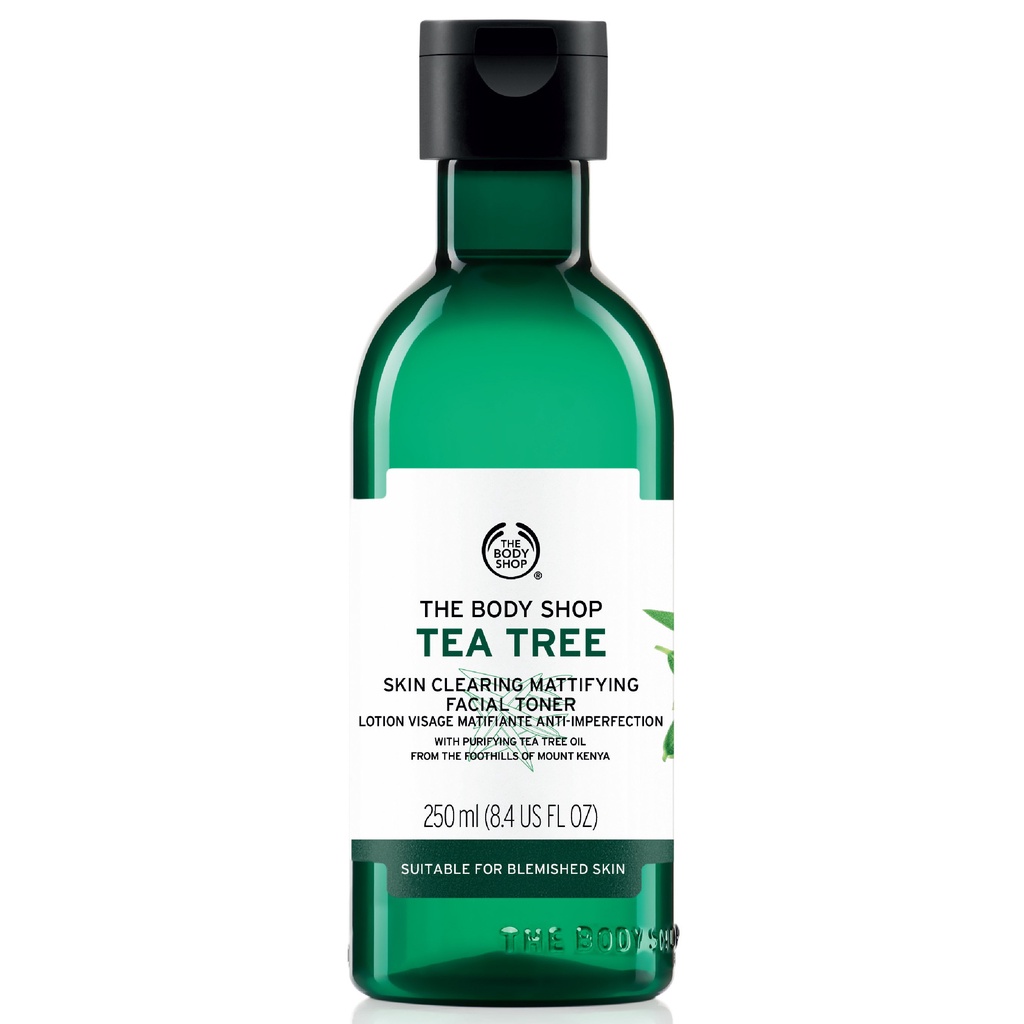 THE
BODY
SHOP
®
THE BODY SHOP
TEA TREE
SKIN CLEARING MATTIFYING
FACIAL TONER
LOTION VISAGE MATIFIANTE ANTI-IMPERFECTION
WITH PURIFYING TEA TREE OIL
FROM THE FOOTHILLS OF MOUNT KENYA
250 ml (8.4 US FL OZ)
SUITABLE FOR BLEMISHED SKIN
THE BODY SHOP